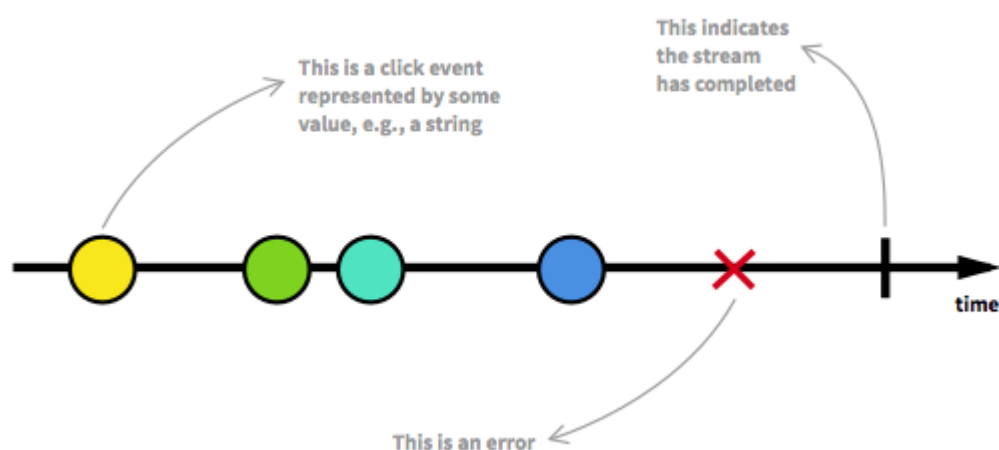 This is a click event
represented by some
value, e.g., a string
This indicates
the stream
has completed
time
This is an error